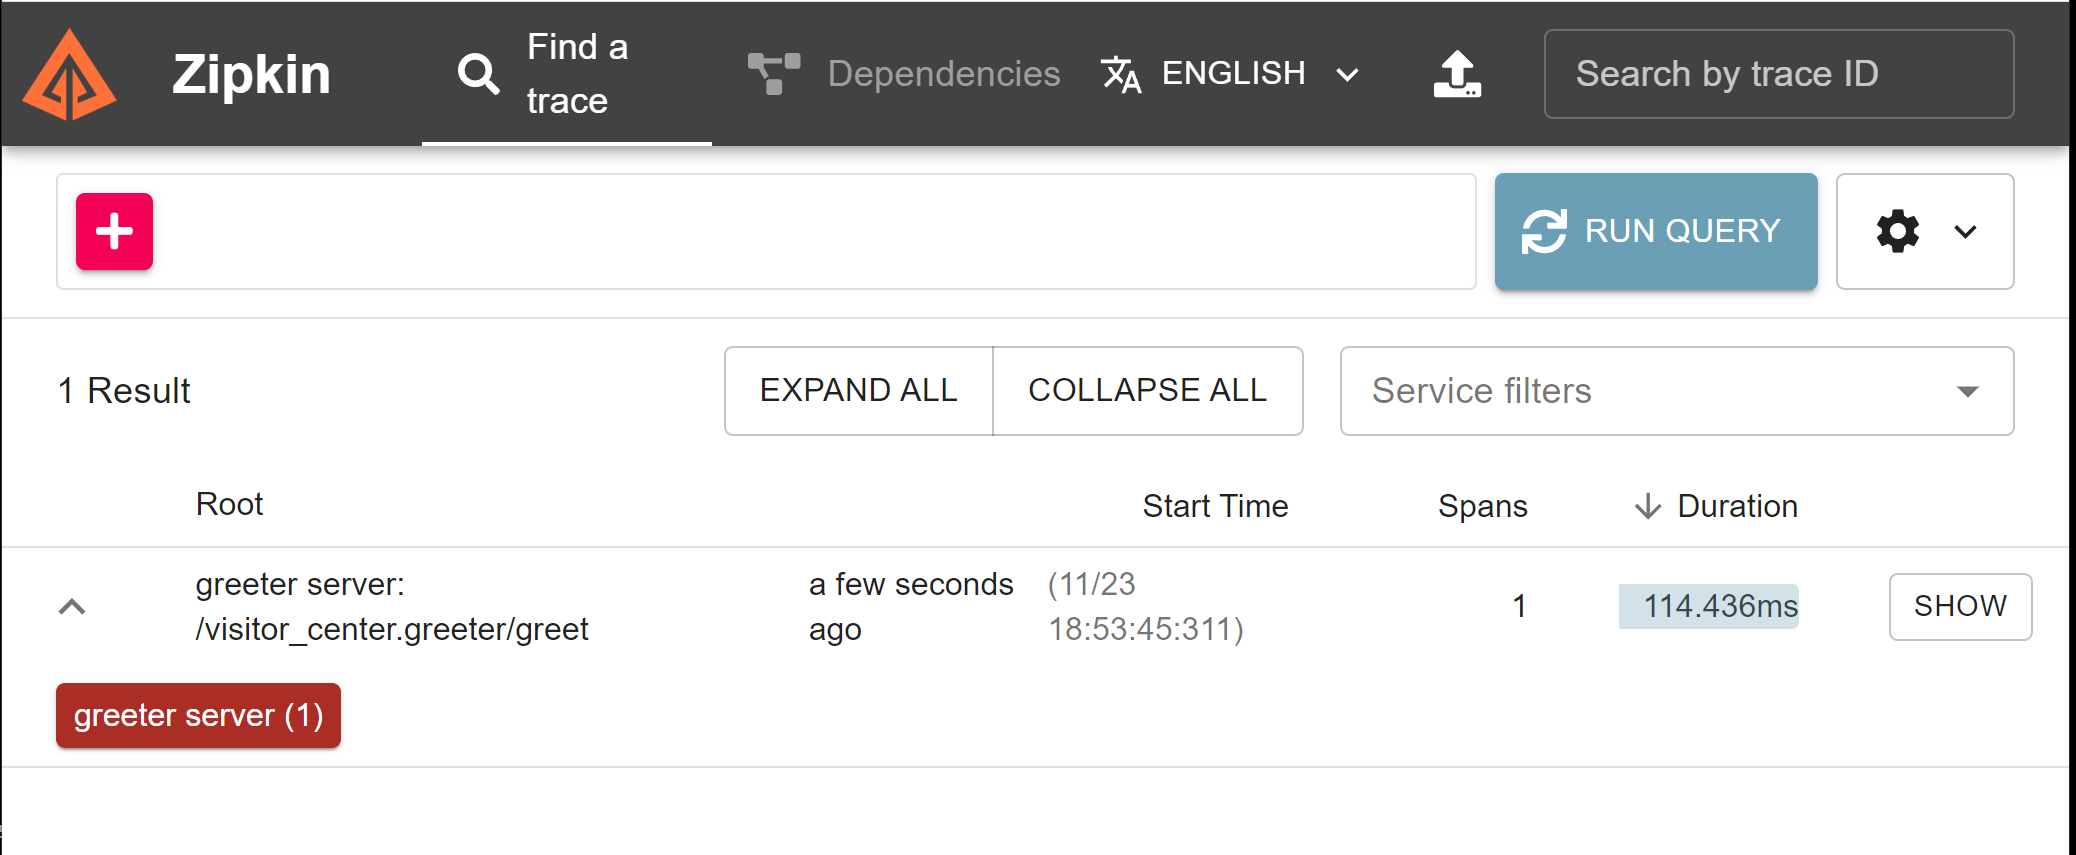 Zipkin
Find a
trace
Dependencies
ENGLISH
Search by trace ID
RUN QUERY
1 Result
EXPAND ALL
COLLAPSE ALL
Service filters
Root
Start Time
Spans
Duration
greeter server:
/visitor_center.greeter/greet
a few seconds
ago
(11/23
18:53:45:311)
1
114.436ms
SHOW
greeter server (1)